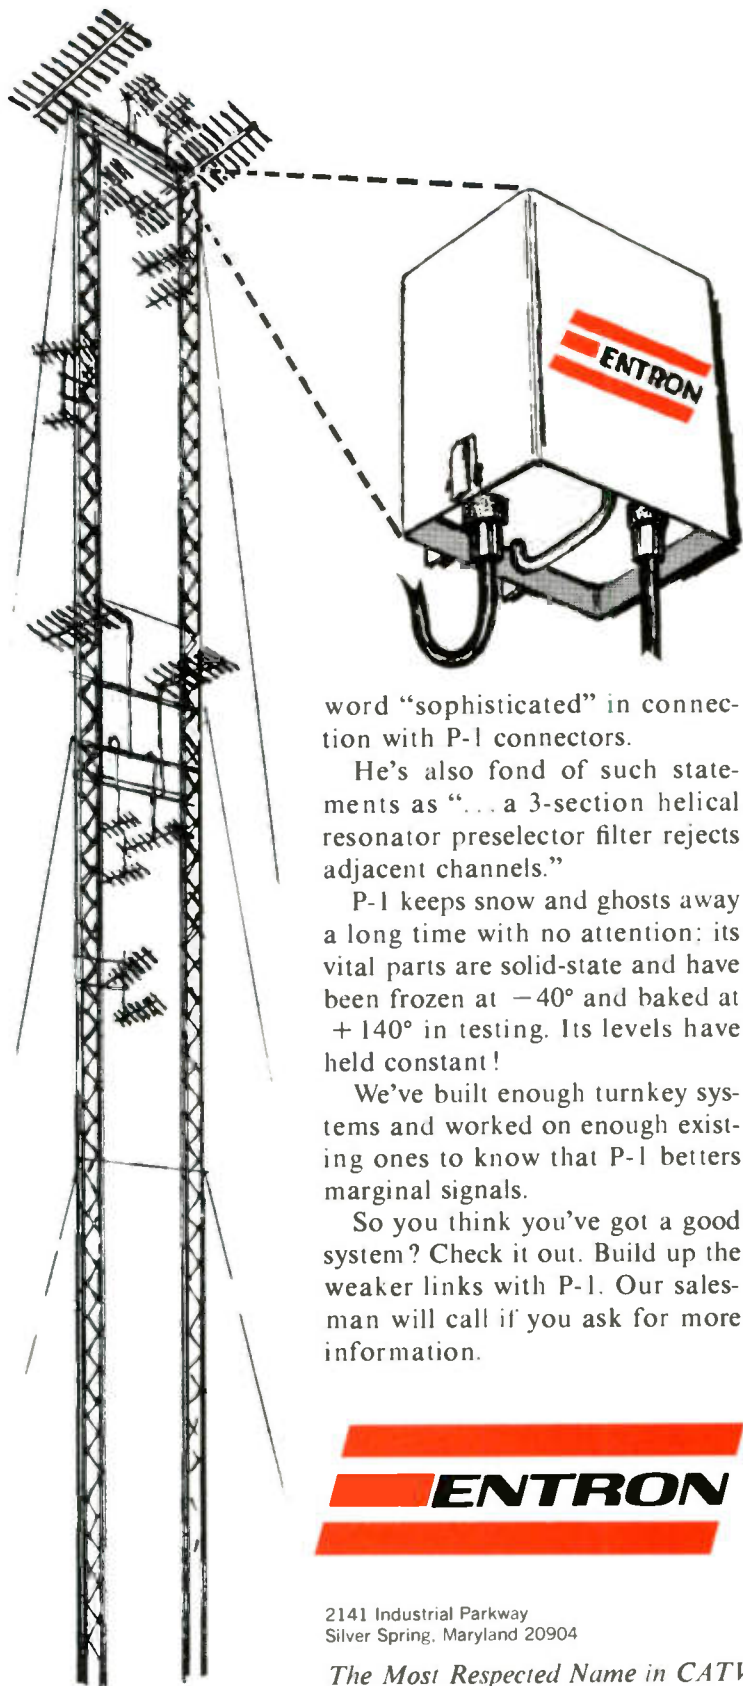 ENTRON
word “sophisticated” in connec-
tion with P-1 connectors.
He's also fond of such state-
ments as “... a 3-section helical
resonator preselector filter rejects
adjacent channels.”
P-1 keeps snow and ghosts away
a long time with no attention: its
vital parts are solid-state and have
been frozen at −40° and baked at
+140° in testing. Its levels have
held constant!
We've built enough turnkey sys-
tems and worked on enough exist-
ing ones to know that P-1 betters
marginal signals.
So you think you've got a good
system? Check it out. Build up the
weaker links with P-1. Our sales-
man will call if you ask for more
information.
ENTRON
2141 Industrial Parkway
Silver Spring, Maryland 20904
The Most Respected Name in CATV